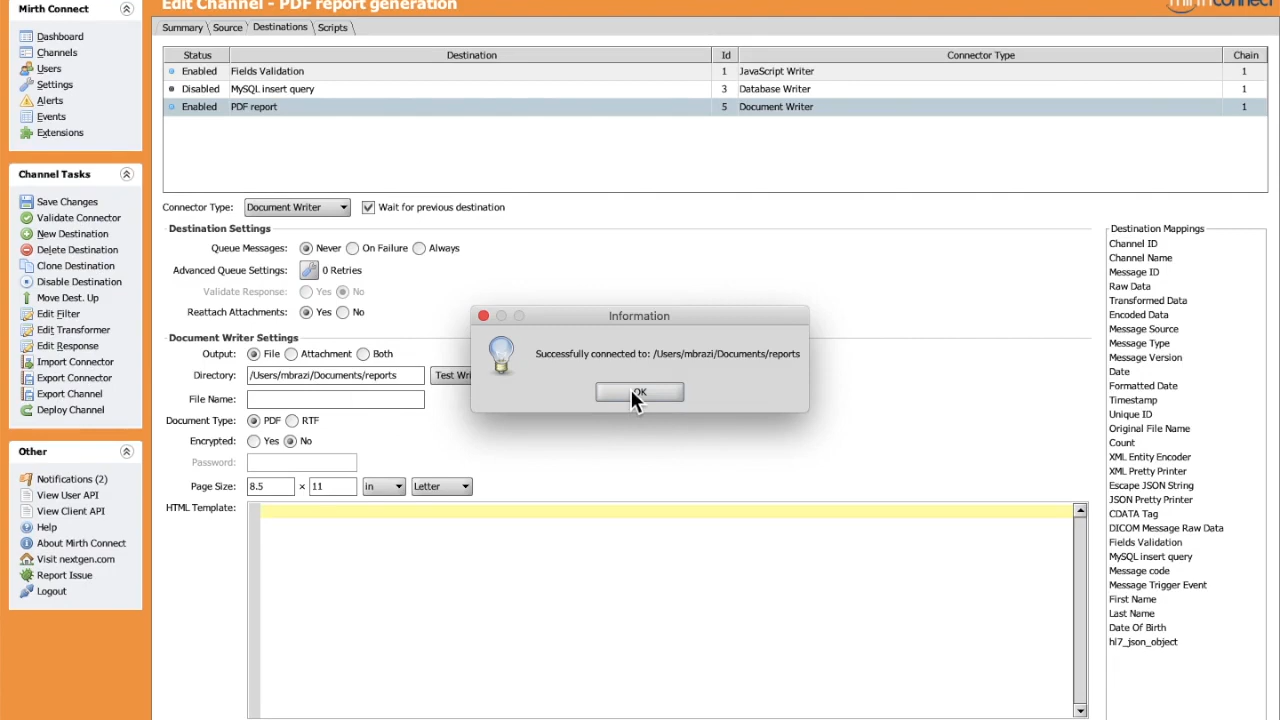 Edit Channel - PDF report generation
mirth connect
Mirth Connect
Dashboard
Channels
Users
Settings
Alerts
Events
Extensions
Channel Tasks
Save Changes
Validate Connector
New Destination
Delete Destination
Clone Destination
Disable Destination
Move Dest. Up
Edit Filter
Edit Transformer
Edit Response
Import Connector
Export Connector
Export Channel
Deploy Channel
Other
Notifications (2)
View User API
View Client API
Help
About Mirth Connect
Visit nextgen.com
Report Issue
Logout
Summary Source Destinations Scripts
Status Destination Id Connector Type Chain
Enabled Fields Validation 1 JavaScript Writer 1
Disabled MySQL insert query 3 Database Writer 1
Enabled PDF report 5 Document Writer 1
Connector Type: Document Writer Wait for previous destination
Destination Settings
Queue Messages: Never On Failure Always
Advanced Queue Settings: 0 Retries
Validate Response: Yes No
Reattach Attachments: Yes No
Document Writer Settings
Output: File Attachment Both
Directory: /Users/mbrazi/Documents/reports Test Wri
File Name:
Document Type: PDF RTF
Encrypted: Yes No
Password:
Page Size: 8.5 × 11 in Letter
HTML Template:
Information
Successfully connected to: /Users/mbrazi/Documents/reports
OK
Destination Mappings
Channel ID
Channel Name
Message ID
Raw Data
Transformed Data
Encoded Data
Message Source
Message Type
Message Version
Date
Formatted Date
Timestamp
Unique ID
Original File Name
Count
XML Entity Encoder
XML Pretty Printer
Escape JSON String
JSON Pretty Printer
CDATA Tag
DICOM Message Raw Data
Fields Validation
MySQL insert query
Message code
Message Trigger Event
First Name
Last Name
Date Of Birth
hl7_json_object